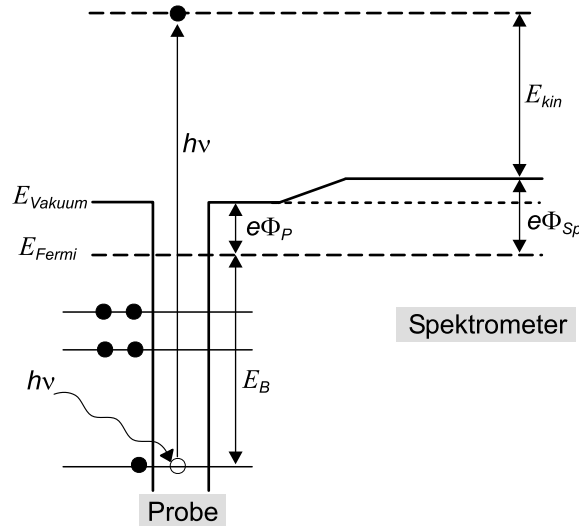 E_kin
hν
E_Vakuum
eΦ_P
eΦ_Sp
E_Fermi
Spektrometer
hν
E_B
Probe